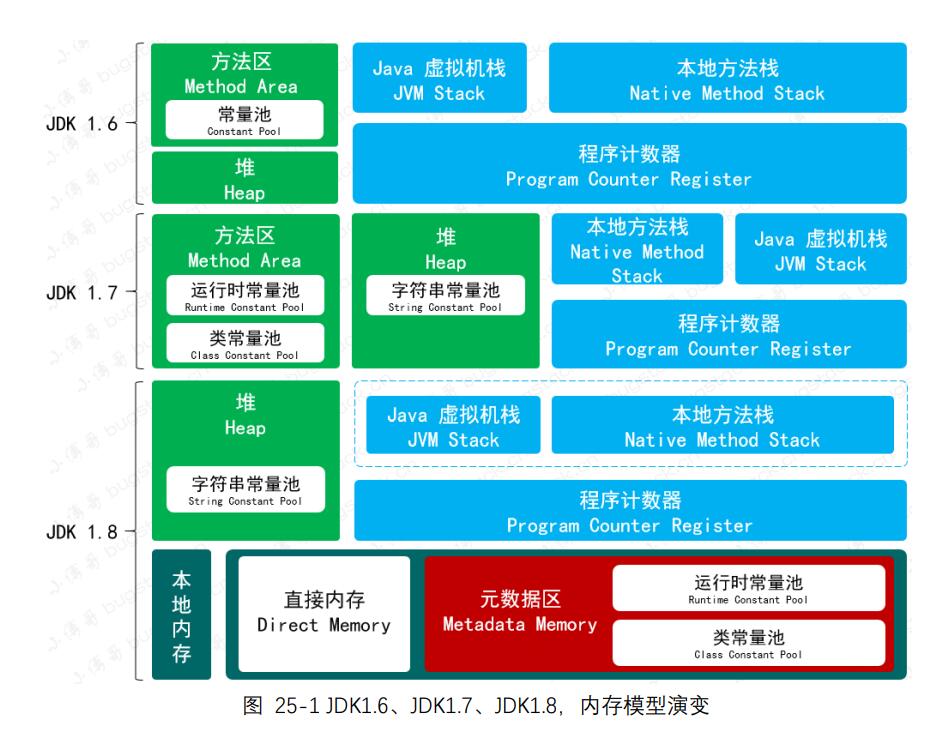 JDK 1.6
方法区
Method Area
常量池
Constant Pool
堆
Heap
Java 虚拟机栈
JVM Stack
本地方法栈
Native Method Stack
程序计数器
Program Counter Register
JDK 1.7
方法区
Method Area
运行时常量池
Runtime Constant Pool
类常量池
Class Constant Pool
堆
Heap
字符串常量池
String Constant Pool
本地方法栈
Native Method
Stack
Java 虚拟机栈
JVM Stack
程序计数器
Program Counter Register
JDK 1.8
堆
Heap
字符串常量池
String Constant Pool
Java 虚拟机栈
JVM Stack
本地方法栈
Native Method Stack
程序计数器
Program Counter Register
本
地
内
存
直接内存
Direct Memory
元数据区
Metadata Memory
运行时常量池
Runtime Constant Pool
类常量池
Class Constant Pool
图 25-1 JDK1.6、JDK1.7、JDK1.8，内存模型演变